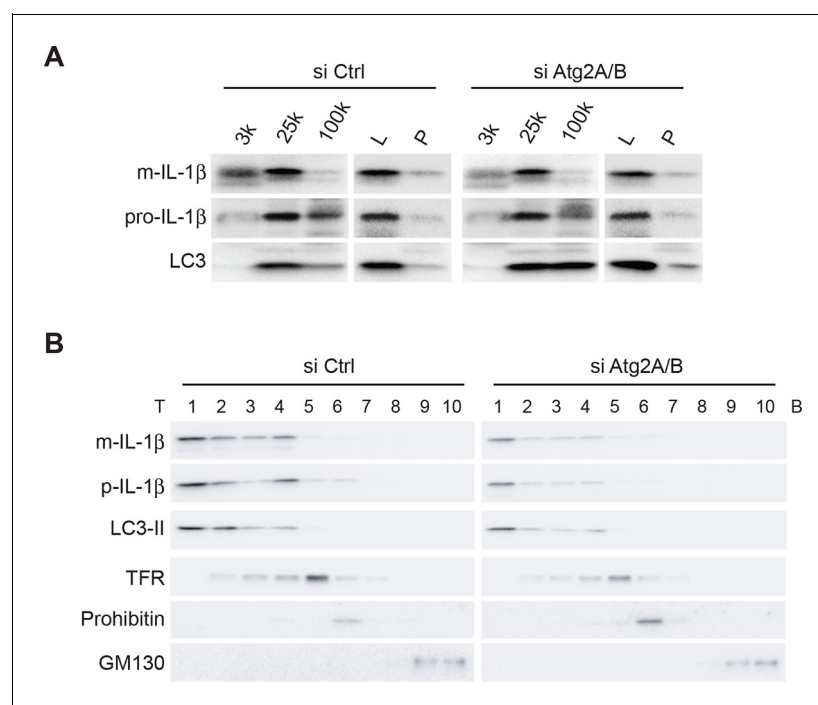 A
si Ctrl si Atg2A/B
3k 25k 100k L P 3k 25k 100k L P
m-IL-1β
pro-IL-1β
LC3
B
si Ctrl si Atg2A/B
T 1 2 3 4 5 6 7 8 9 10 1 2 3 4 5 6 7 8 9 10 B
m-IL-1β
p-IL-1β
LC3-II
TFR
Prohibitin
GM130